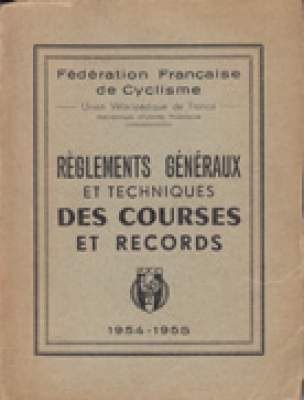 Fédération Française
de Cyclisme
Union Vélocipédique de France
RÈGLEMENTS GÉNÉRAUX
ET TECHNIQUES
DES COURSES
ET RECORDS
1954-1955